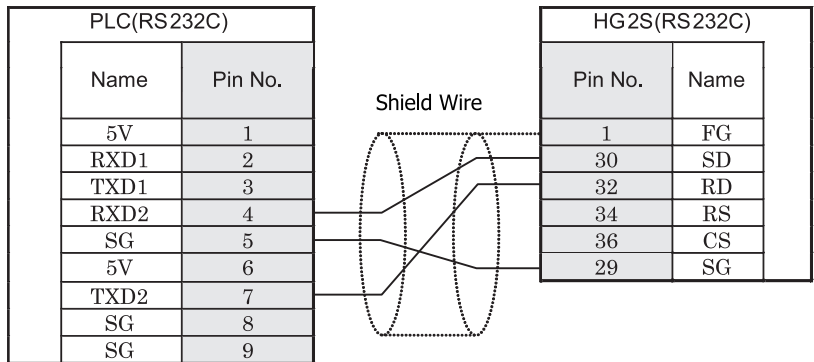 PLC(RS232C)
Name Pin No.
5V 1
RXD1 2
TXD1 3
RXD2 4
SG 5
5V 6
TXD2 7
SG 8
SG 9
Shield Wire
HG2S(RS232C)
Pin No. Name
1 FG
30 SD
32 RD
34 RS
36 CS
29 SG